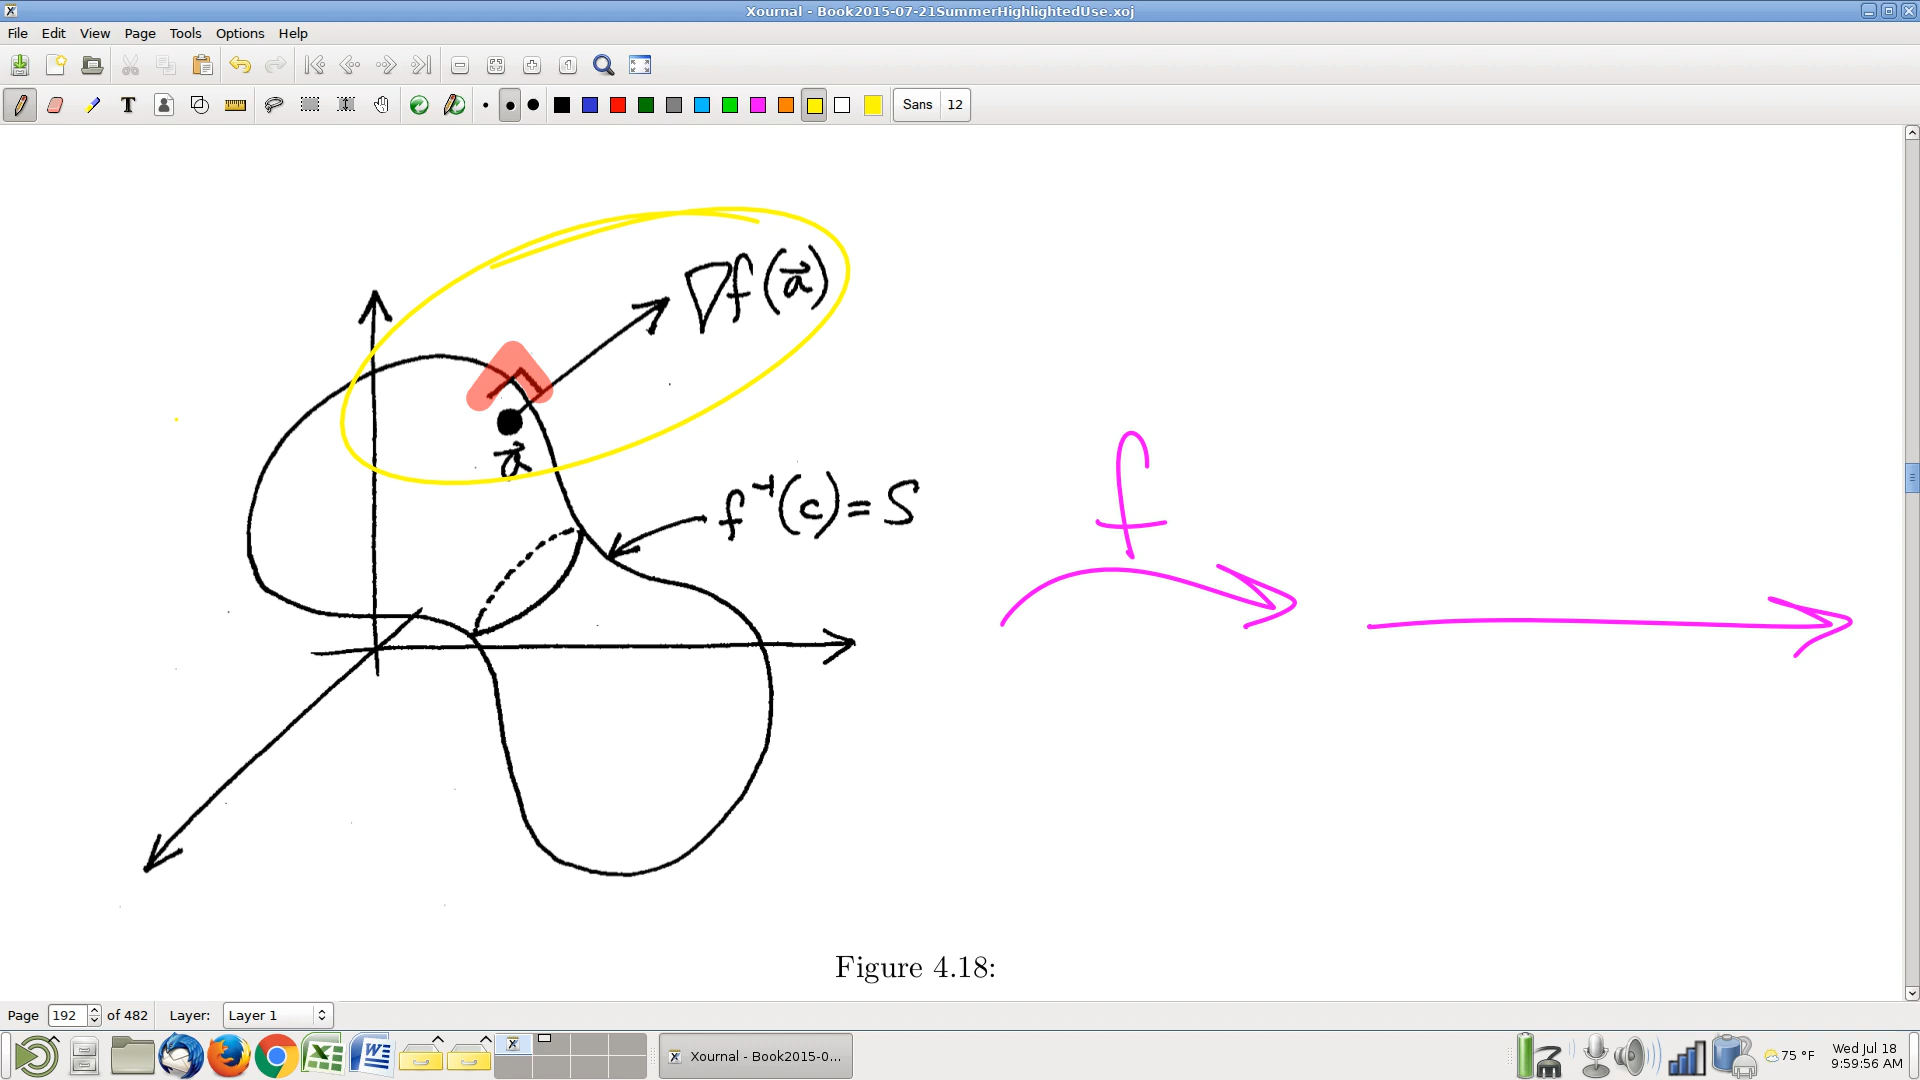 Xournal - Book2015-07-21SummerHighlightedUse.xoj
File Edit View Page Tools Options Help
T Sans 12
∇f(a⃗)
a⃗
f⁻¹(c) = S
f
Figure 4.18:
Page 192 of 482 Layer: Layer 1
Xournal - Book2015-0...
75 °F
Wed Jul 18
9:59:56 AM